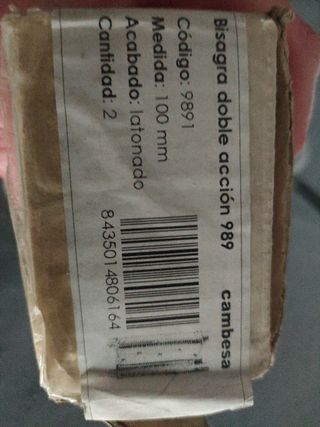 Bisagra doble acción 989 cambesa
Código: 9891
Medida: 100 mm
Acabado: latonado
Cantidad: 2
8435014806164